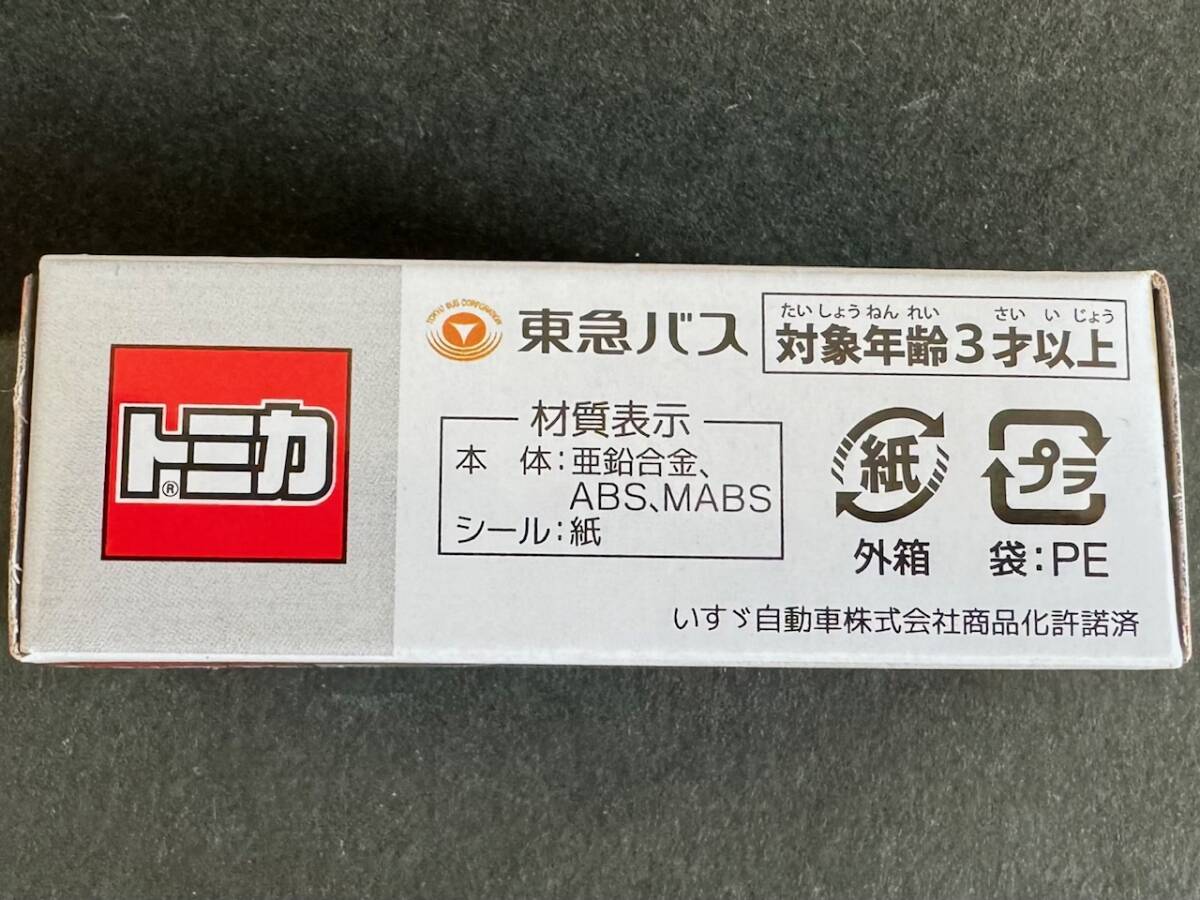 トミカ®
TOKYU BUS CORPORATION
東急バス
たいしょうねんれい さい い じょう
対象年齢3才以上
材質表示
本 体:亜鉛合金、
ABS、MABS
シール:紙
紙
外箱
プラ
袋:PE
いすゞ自動車株式会社商品化許諾済